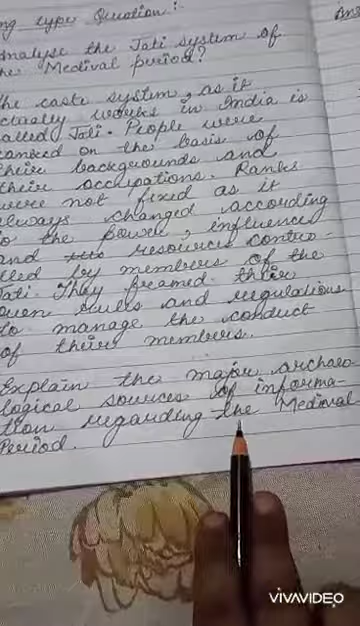 ng type Question:
Analyse the Jati system of
the Medival period?
The caste system, as it
actually works in India is
called Jati. People were
ranked on the basis of
their backgrounds and
their occupations. Ranks
were not fixed as it
always changed according
to the power, influence
and resources contro-
lled by members of the
Jati. They framed their
own rules and regulations
to manage the conduct
of their members.
Explain the major archaeo
logical sources of informa-
tion regarding the Medival
Period.
Ans
VIVAVIDEO